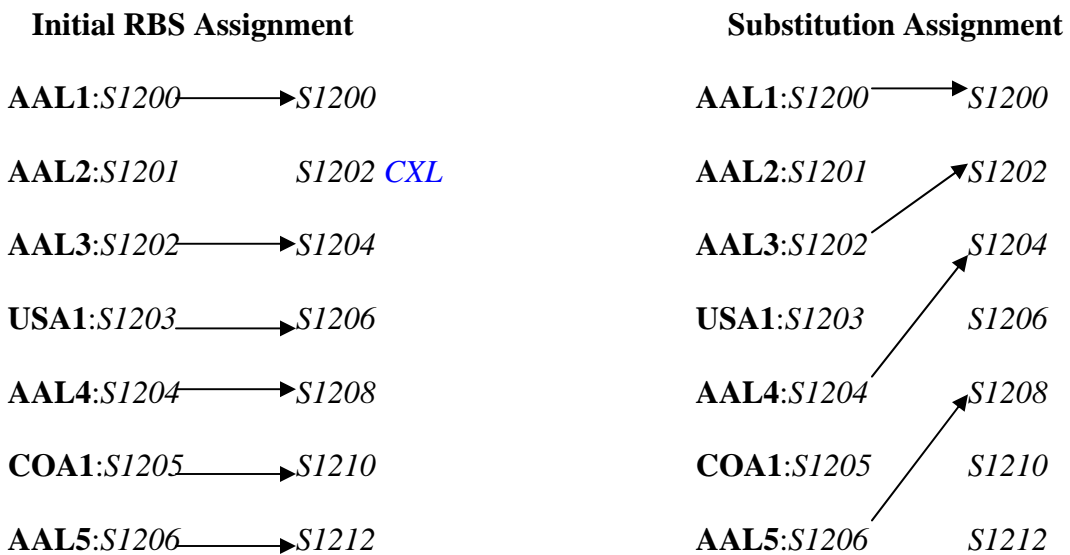 Initial RBS Assignment Substitution Assignment
AAL1:S1200 S1200 AAL1:S1200 S1200
AAL2:S1201 S1202 CXL AAL2:S1201 S1202
AAL3:S1202 S1204 AAL3:S1202 S1204
USA1:S1203 S1206 USA1:S1203 S1206
AAL4:S1204 S1208 AAL4:S1204 S1208
COA1:S1205 S1210 COA1:S1205 S1210
AAL5:S1206 S1212 AAL5:S1206 S1212